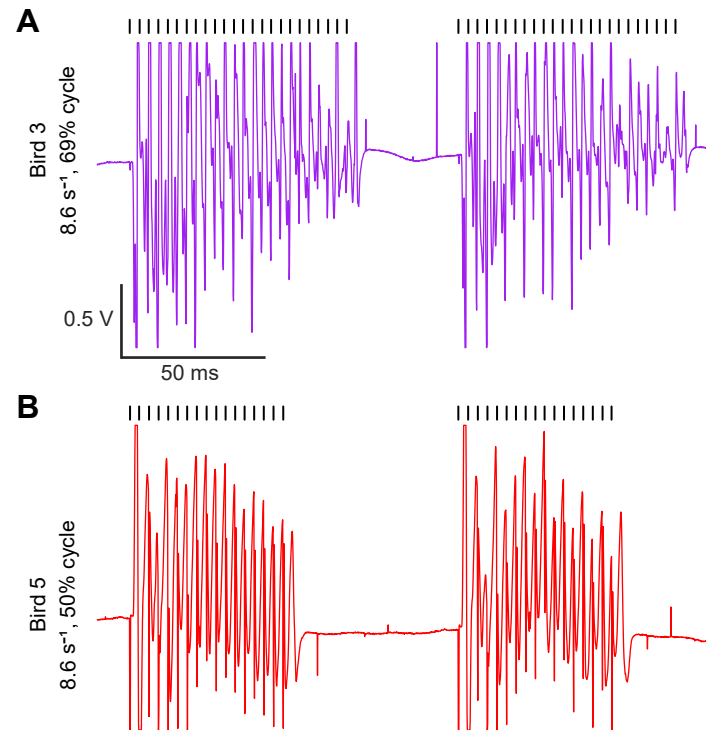 A
Bird 3
8.6 s⁻¹, 69% cycle
0.5 V
50 ms
B
Bird 5
8.6 s⁻¹, 50% cycle